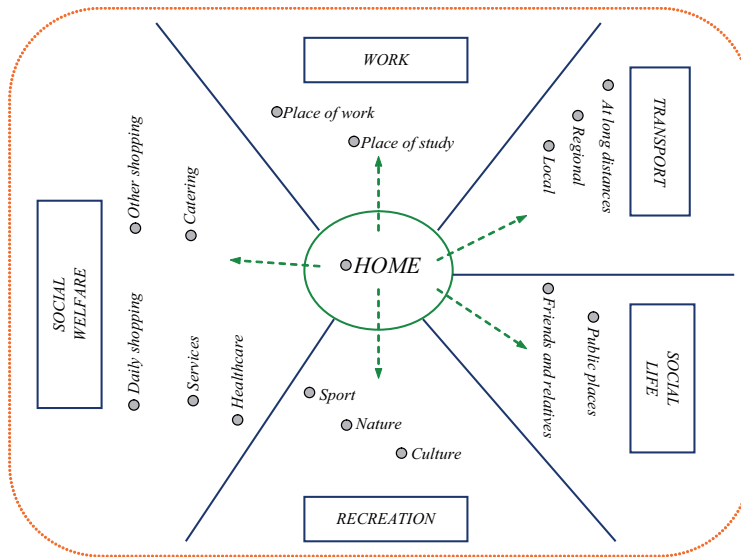 WORK
Place of work
Place of study
TRANSPORT
At long distances
Regional
Local
SOCIAL
WELFARE
Other shopping
Catering
Daily shopping
Services
Healthcare
HOME
Friends and relatives
Public places
SOCIAL
LIFE
Sport
Nature
Culture
RECREATION